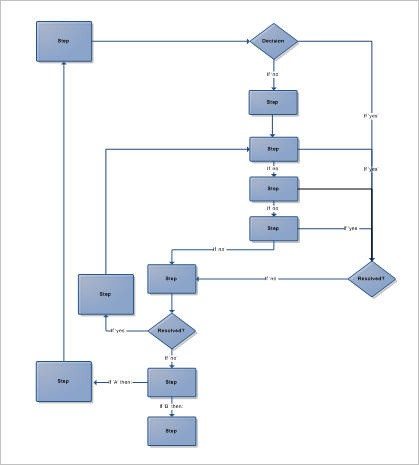 Step
Decision
If 'no
Step
If 'yes
Step
If 'yes
If 'no
Step
If 'no
Step
If 'yes
If 'no
Step
If 'no
Resolved?
Step
If 'yes
Resolved?
If 'no
Step
If 'A' then:
Step
If 'B' then:
Step